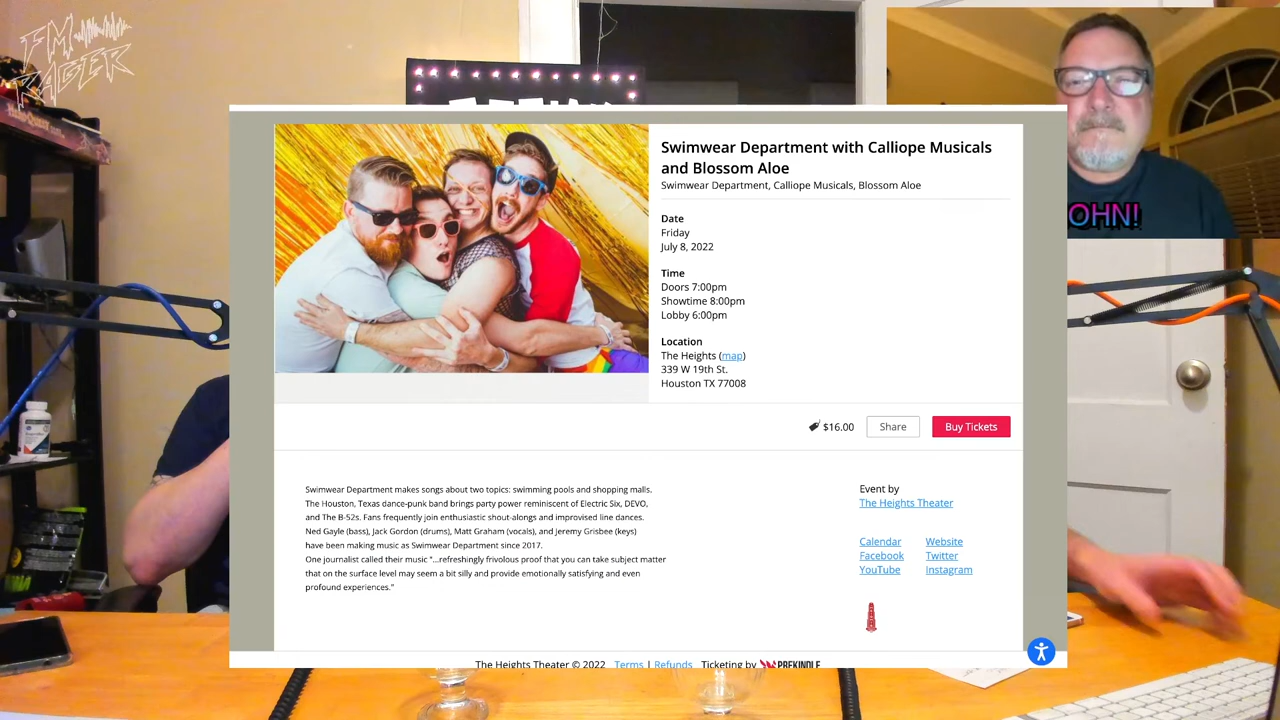 FM
RAGER
Swimwear Department with Calliope Musicals
and Blossom Aloe
Swimwear Department, Calliope Musicals, Blossom Aloe
Date
Friday
July 8, 2022
Time
Doors 7:00pm
Showtime 8:00pm
Lobby 6:00pm
Location
The Heights (map)
339 W 19th St.
Houston TX 77008
OHN!
$16.00
Share
Buy Tickets
Swimwear Department makes songs about two topics: swimming pools and shopping malls.
The Houston, Texas dance-punk band brings party power reminiscent of Electric Six, DEVO,
and The B-52s. Fans frequently join enthusiastic shout-alongs and improvised line dances.
Ned Gayle (bass), Jack Gordon (drums), Matt Graham (vocals), and Jeremy Grisbee (keys)
have been making music as Swimwear Department since 2017.
One journalist called their music "...refreshingly frivolous proof that you can take subject matter
that on the surface level may seem a bit silly and provide emotionally satisfying and even
profound experiences."
Event by
The Heights Theater
Calendar Website
Facebook Twitter
YouTube Instagram
The Heights Theater © 2022 Terms | Refunds Ticketing by PREKINDLE